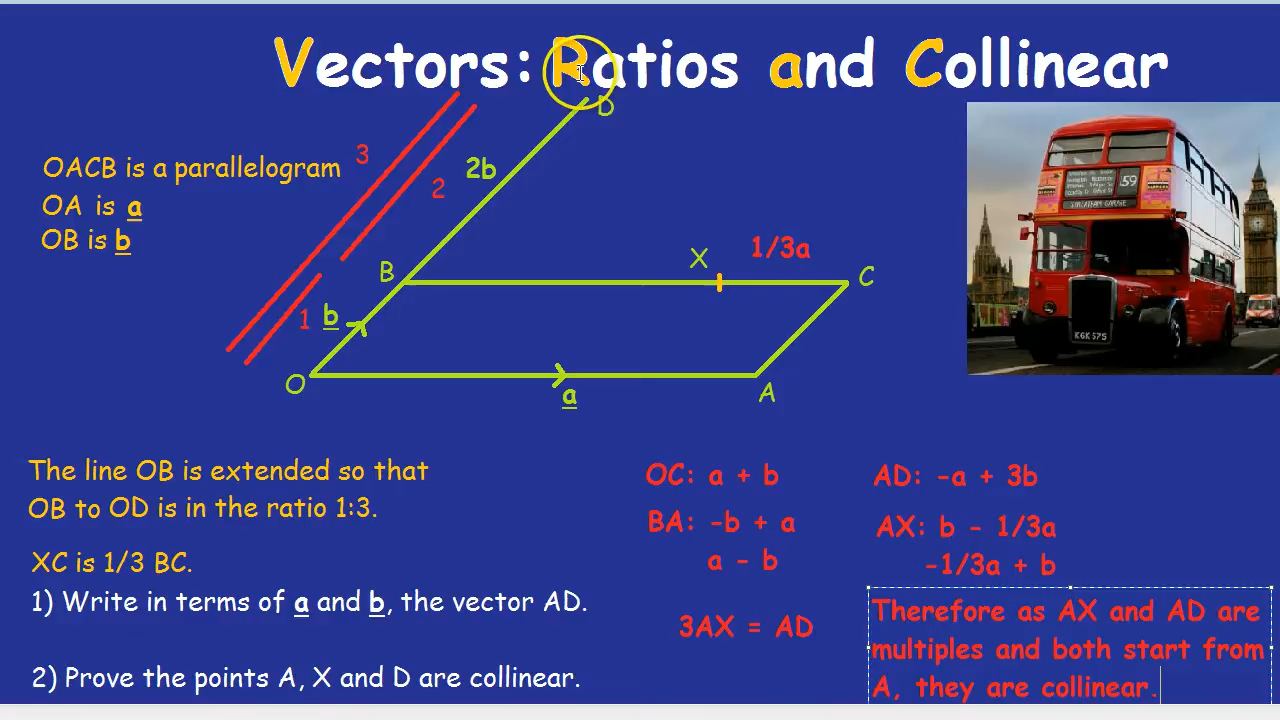 Vectors: Ratios and Collinear
D
3
OACB is a parallelogram
2b
2
OA is a
OB is b
X
1/3a
B
C
1
b
O
A
a
59
KGK 575
The line OB is extended so that
OB to OD is in the ratio 1:3.
XC is 1/3 BC.
1) Write in terms of a and b, the vector AD.
2) Prove the points A, X and D are collinear.
OC: a + b
BA: -b + a
a - b
3AX = AD
AD: -a + 3b
AX: b - 1/3a
-1/3a + b
Therefore as AX and AD are
multiples and both start from
A, they are collinear.